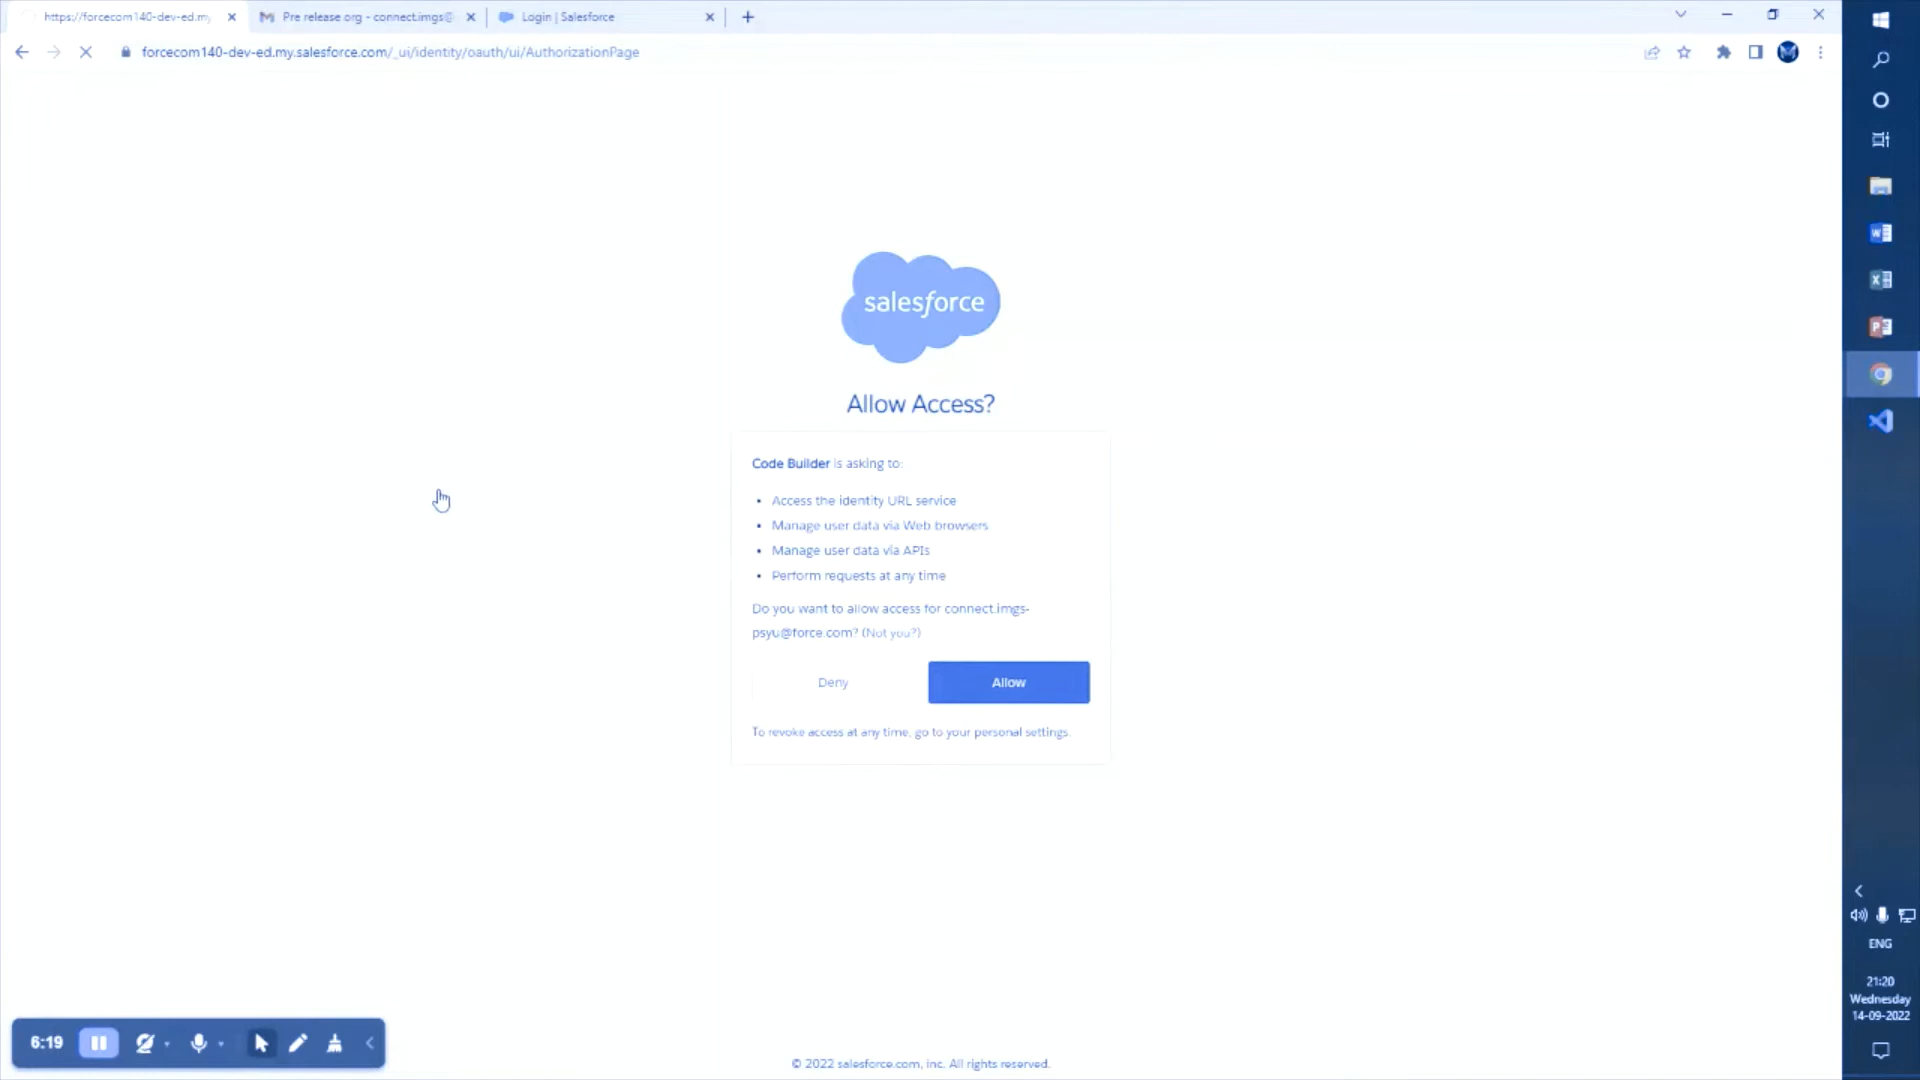 https://forcecom140-dev-ed.my
Pre release org - connect.imgs@
Login | Salesforce
forcecom140-dev-ed.my.salesforce.com/_ui/identity/oauth/ui/AuthorizationPage
salesforce
Allow Access?
Code Builder is asking to:
• Access the identity URL service
• Manage user data via Web browsers
• Manage user data via APIs
• Perform requests at any time
Do you want to allow access for connect.imgs-
psyu@force.com? (Not you?)
Deny
Allow
To revoke access at any time, go to your personal settings.
ENG
21:20
Wednesday
14-09-2022
6:19
© 2022 salesforce.com, inc. All rights reserved.